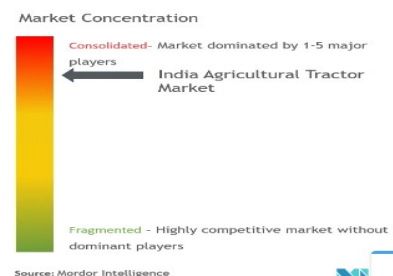 Market Concentration
Consolidated- Market dominated by 1-5 major
players
India Agricultural Tractor
Market
Fragmented - Highly competitive market without
dominant players
Source: Mordor Intelligence